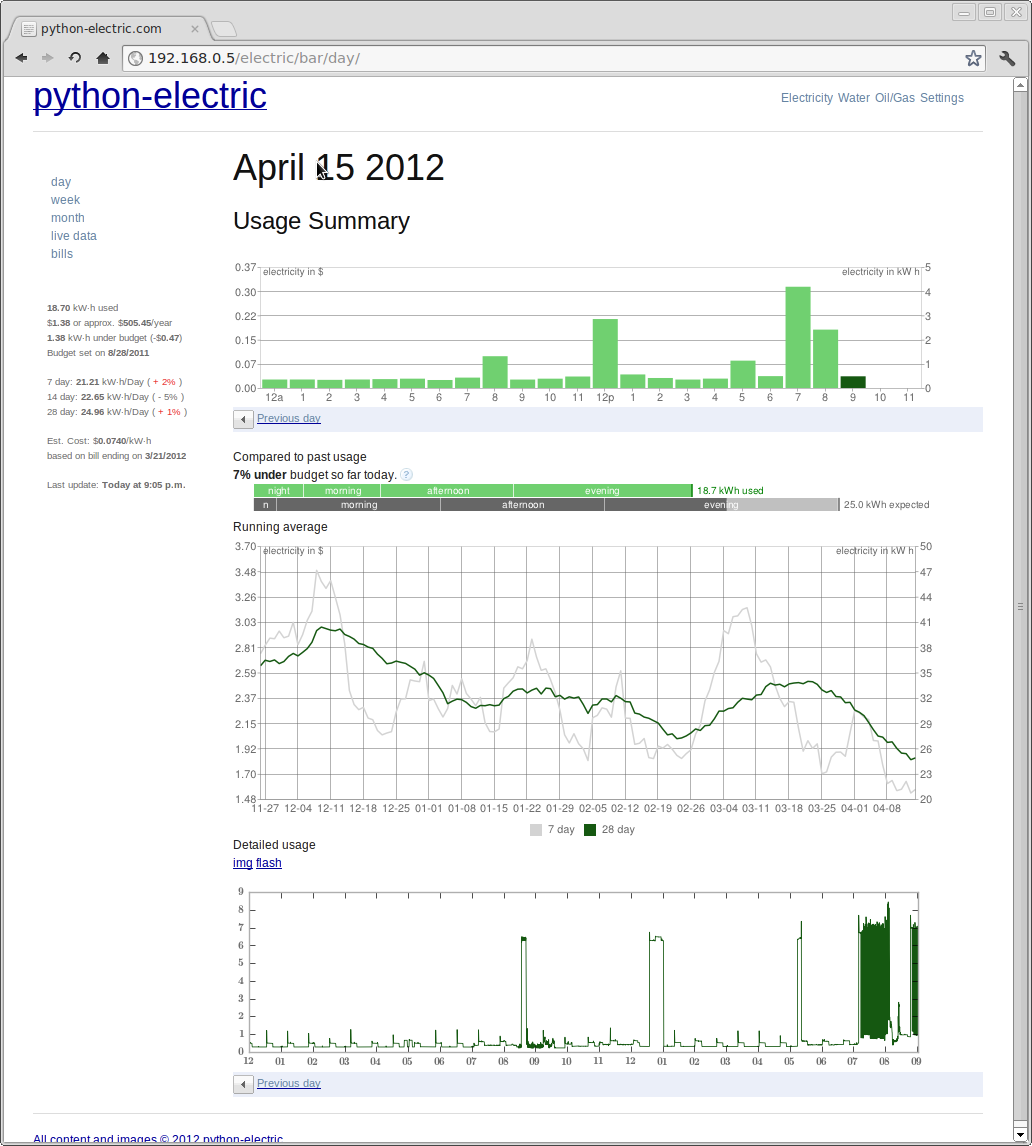 python-electric.com
192.168.0.5/electric/bar/day/
python-electric
Electricity Water Oil/Gas Settings
April 15 2012
day
week
month
live data
bills
Usage Summary
18.70 kW·h used
$1.38 or approx. $505.45/year
1.38 kW·h under budget (-$0.47)
Budget set on 8/28/2011
7 day: 21.21 kW·h/Day ( + 2% )
14 day: 22.65 kW·h/Day ( - 5% )
28 day: 24.96 kW·h/Day ( + 1% )
Est. Cost: $0.0740/kW·h
based on bill ending on 3/21/2012
Last update: Today at 9:05 p.m.
electricity in $ electricity in kW h
0.37 5
0.30 4
0.22 3
0.15 2
0.07 1
0.00 0
12a 1 2 3 4 5 6 7 8 9 10 11 12p 1 2 3 4 5 6 7 8 9 10 11
Previous day
Compared to past usage
7% under budget so far today. ?
night morning afternoon evening 18.7 kWh used
n morning afternoon evening 25.0 kWh expected
Running average
electricity in $ electricity in kW h
3.70 50
3.48 47
3.26 44
3.03 41
2.81 38
2.59 35
2.37 32
2.15 29
1.92 26
1.70 23
1.48 20
11-27 12-04 12-11 12-18 12-25 01-01 01-08 01-15 01-22 01-29 02-05 02-12 02-19 02-26 03-04 03-11 03-18 03-25 04-01 04-08
7 day 28 day
Detailed usage
img flash
9
8
7
6
5
4
3
2
1
0
12 01 02 03 04 05 06 07 08 09 10 11 12 01 02 03 04 05 06 07 08 09
Previous day
All content and images © 2012 python-electric